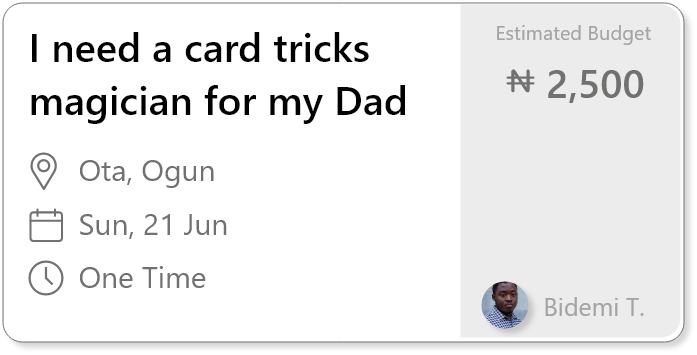 I need a card tricks
magician for my Dad
Ota, Ogun
Sun, 21 Jun
One Time
Estimated Budget
₦ 2,500
Bidemi T.